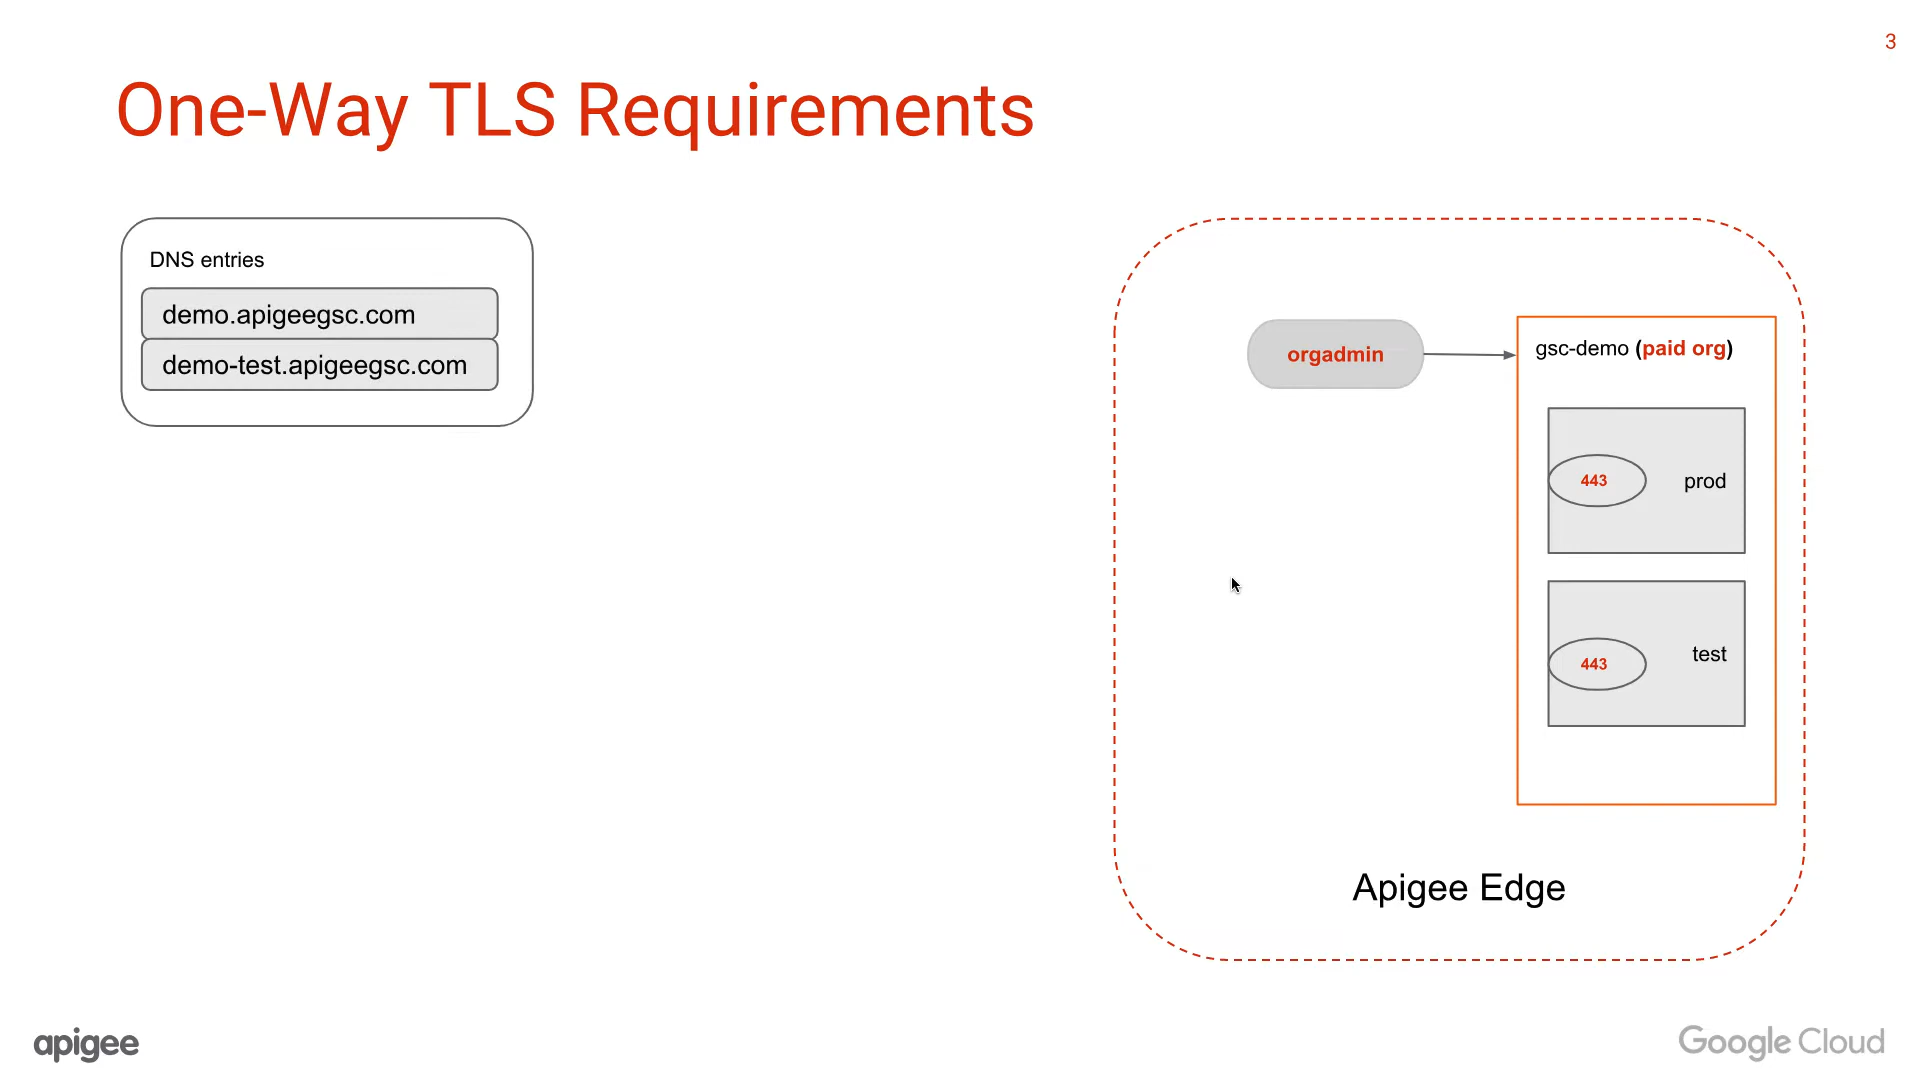 3
One-Way TLS Requirements
DNS entries
demo.apigeegsc.com
demo-test.apigeegsc.com
orgadmin
gsc-demo (paid org)
443
prod
443
test
Apigee Edge
apigee
Google Cloud